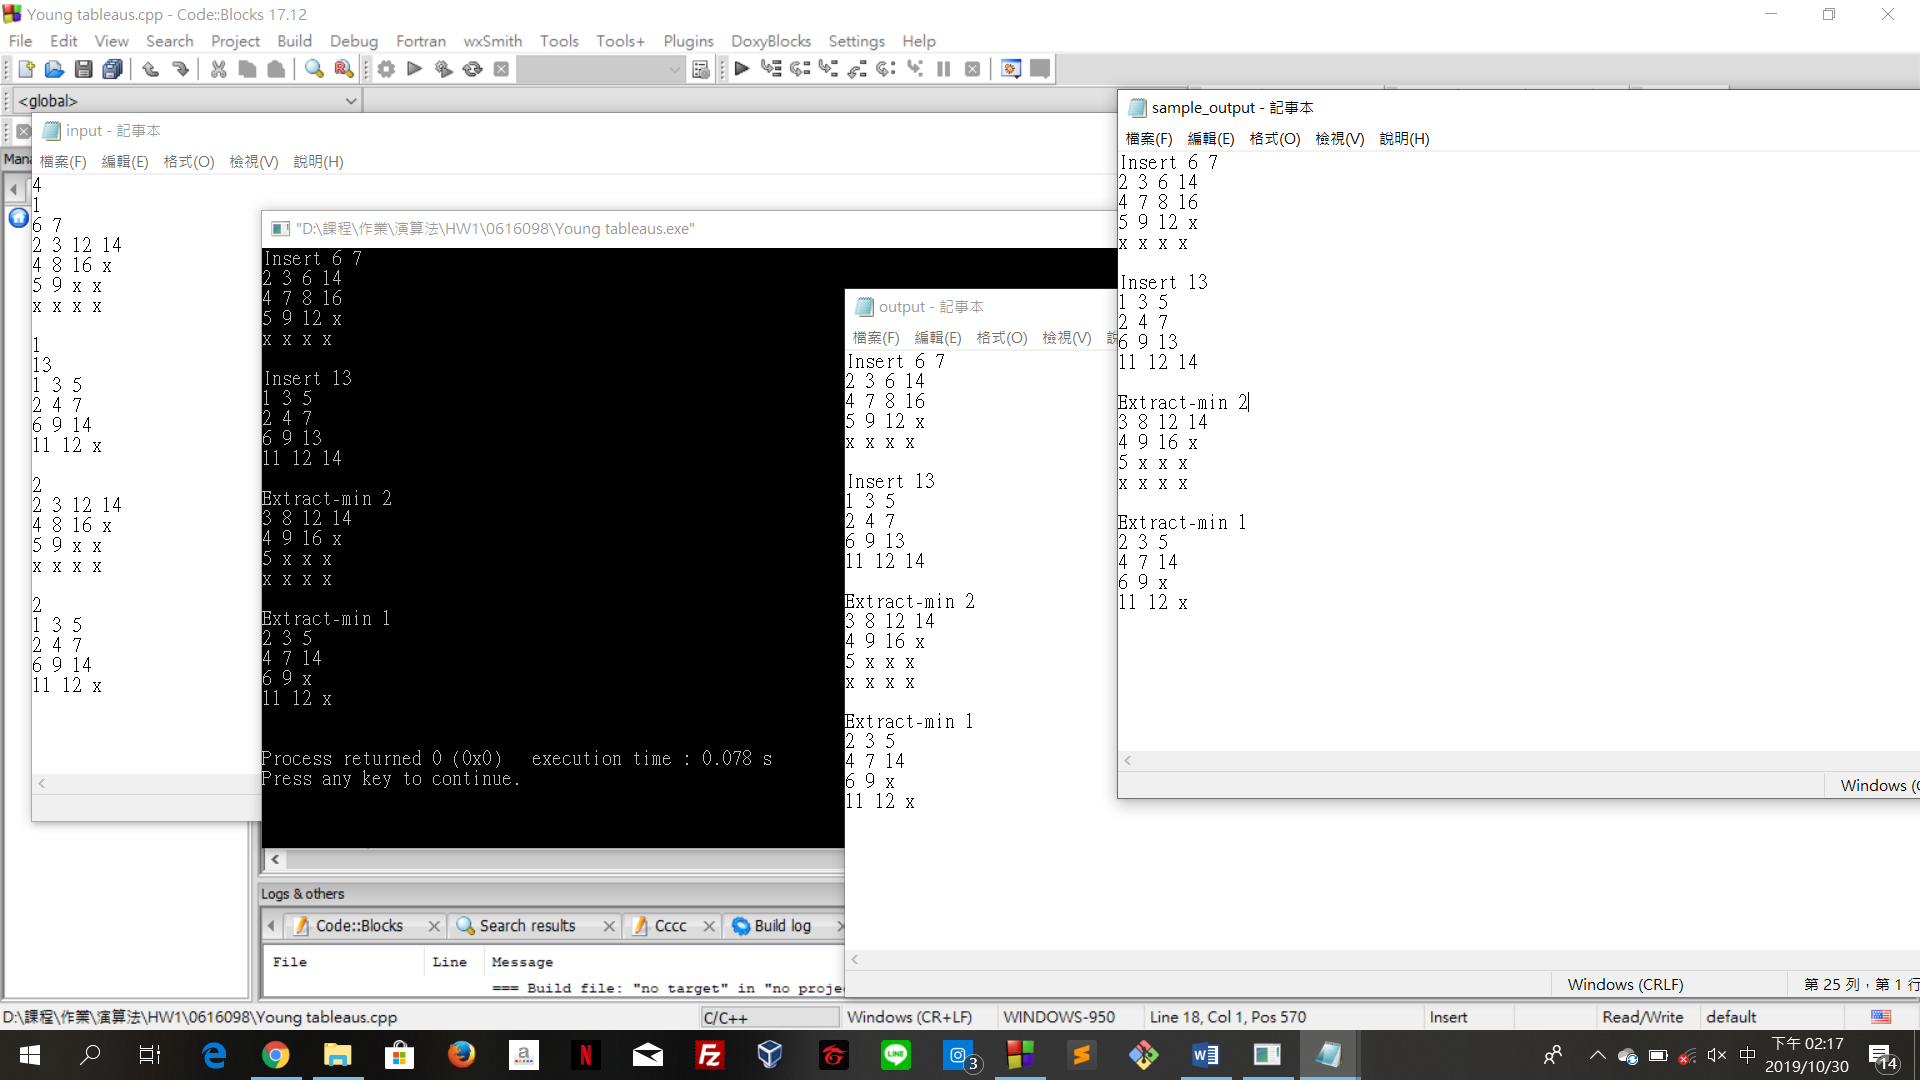 Young tableaus.cpp - Code::Blocks 17.12
File Edit View Search Project Build Debug Fortran wxSmith Tools Tools+ Plugins DoxyBlocks Settings Help
<global>
input - 記事本
檔案(F) 編輯(E) 格式(O) 檢視(V) 說明(H)
4
1
6 7
2 3 12 14
4 8 16 x
5 9 x x
x x x x
1
13
1 3 5
2 4 7
6 9 14
11 12 x
2
2 3 12 14
4 8 16 x
5 9 x x
x x x x
2
1 3 5
2 4 7
6 9 14
11 12 x
"D:\課程\作業\演算法\HW1\0616098\Young tableaus.exe"
Insert 6 7
2 3 6 14
4 7 8 16
5 9 12 x
x x x x
Insert 13
1 3 5
2 4 7
6 9 13
11 12 14
Extract-min 2
3 8 12 14
4 9 16 x
5 x x x
x x x x
Extract-min 1
2 3 5
4 7 14
6 9 x
11 12 x
Process returned 0 (0x0)   execution time : 0.078 s
Press any key to continue.
output - 記事本
檔案(F) 編輯(E) 格式(O) 檢視(V)
Insert 6 7
2 3 6 14
4 7 8 16
5 9 12 x
x x x x
Insert 13
1 3 5
2 4 7
6 9 13
11 12 14
Extract-min 2
3 8 12 14
4 9 16 x
5 x x x
x x x x
Extract-min 1
2 3 5
4 7 14
6 9 x
11 12 x
Windows (CRLF) 第 25 列，第 1 行
sample_output - 記事本
檔案(F) 編輯(E) 格式(O) 檢視(V) 說明(H)
Insert 6 7
2 3 6 14
4 7 8 16
5 9 12 x
x x x x
Insert 13
1 3 5
2 4 7
6 9 13
11 12 14
Extract-min 2
3 8 12 14
4 9 16 x
5 x x x
x x x x
Extract-min 1
2 3 5
4 7 14
6 9 x
11 12 x
Windows (C
Mana
Logs & others
Code::Blocks Search results Cccc Build log
File Line Message
=== Build file: "no target" in "no proje
D:\課程\作業\演算法\HW1\0616098\Young tableaus.cpp C/C++ Windows (CR+LF) WINDOWS-950 Line 18, Col 1, Pos 570 Insert Read/Write default
3
中
下午 02:17
2019/10/30
14